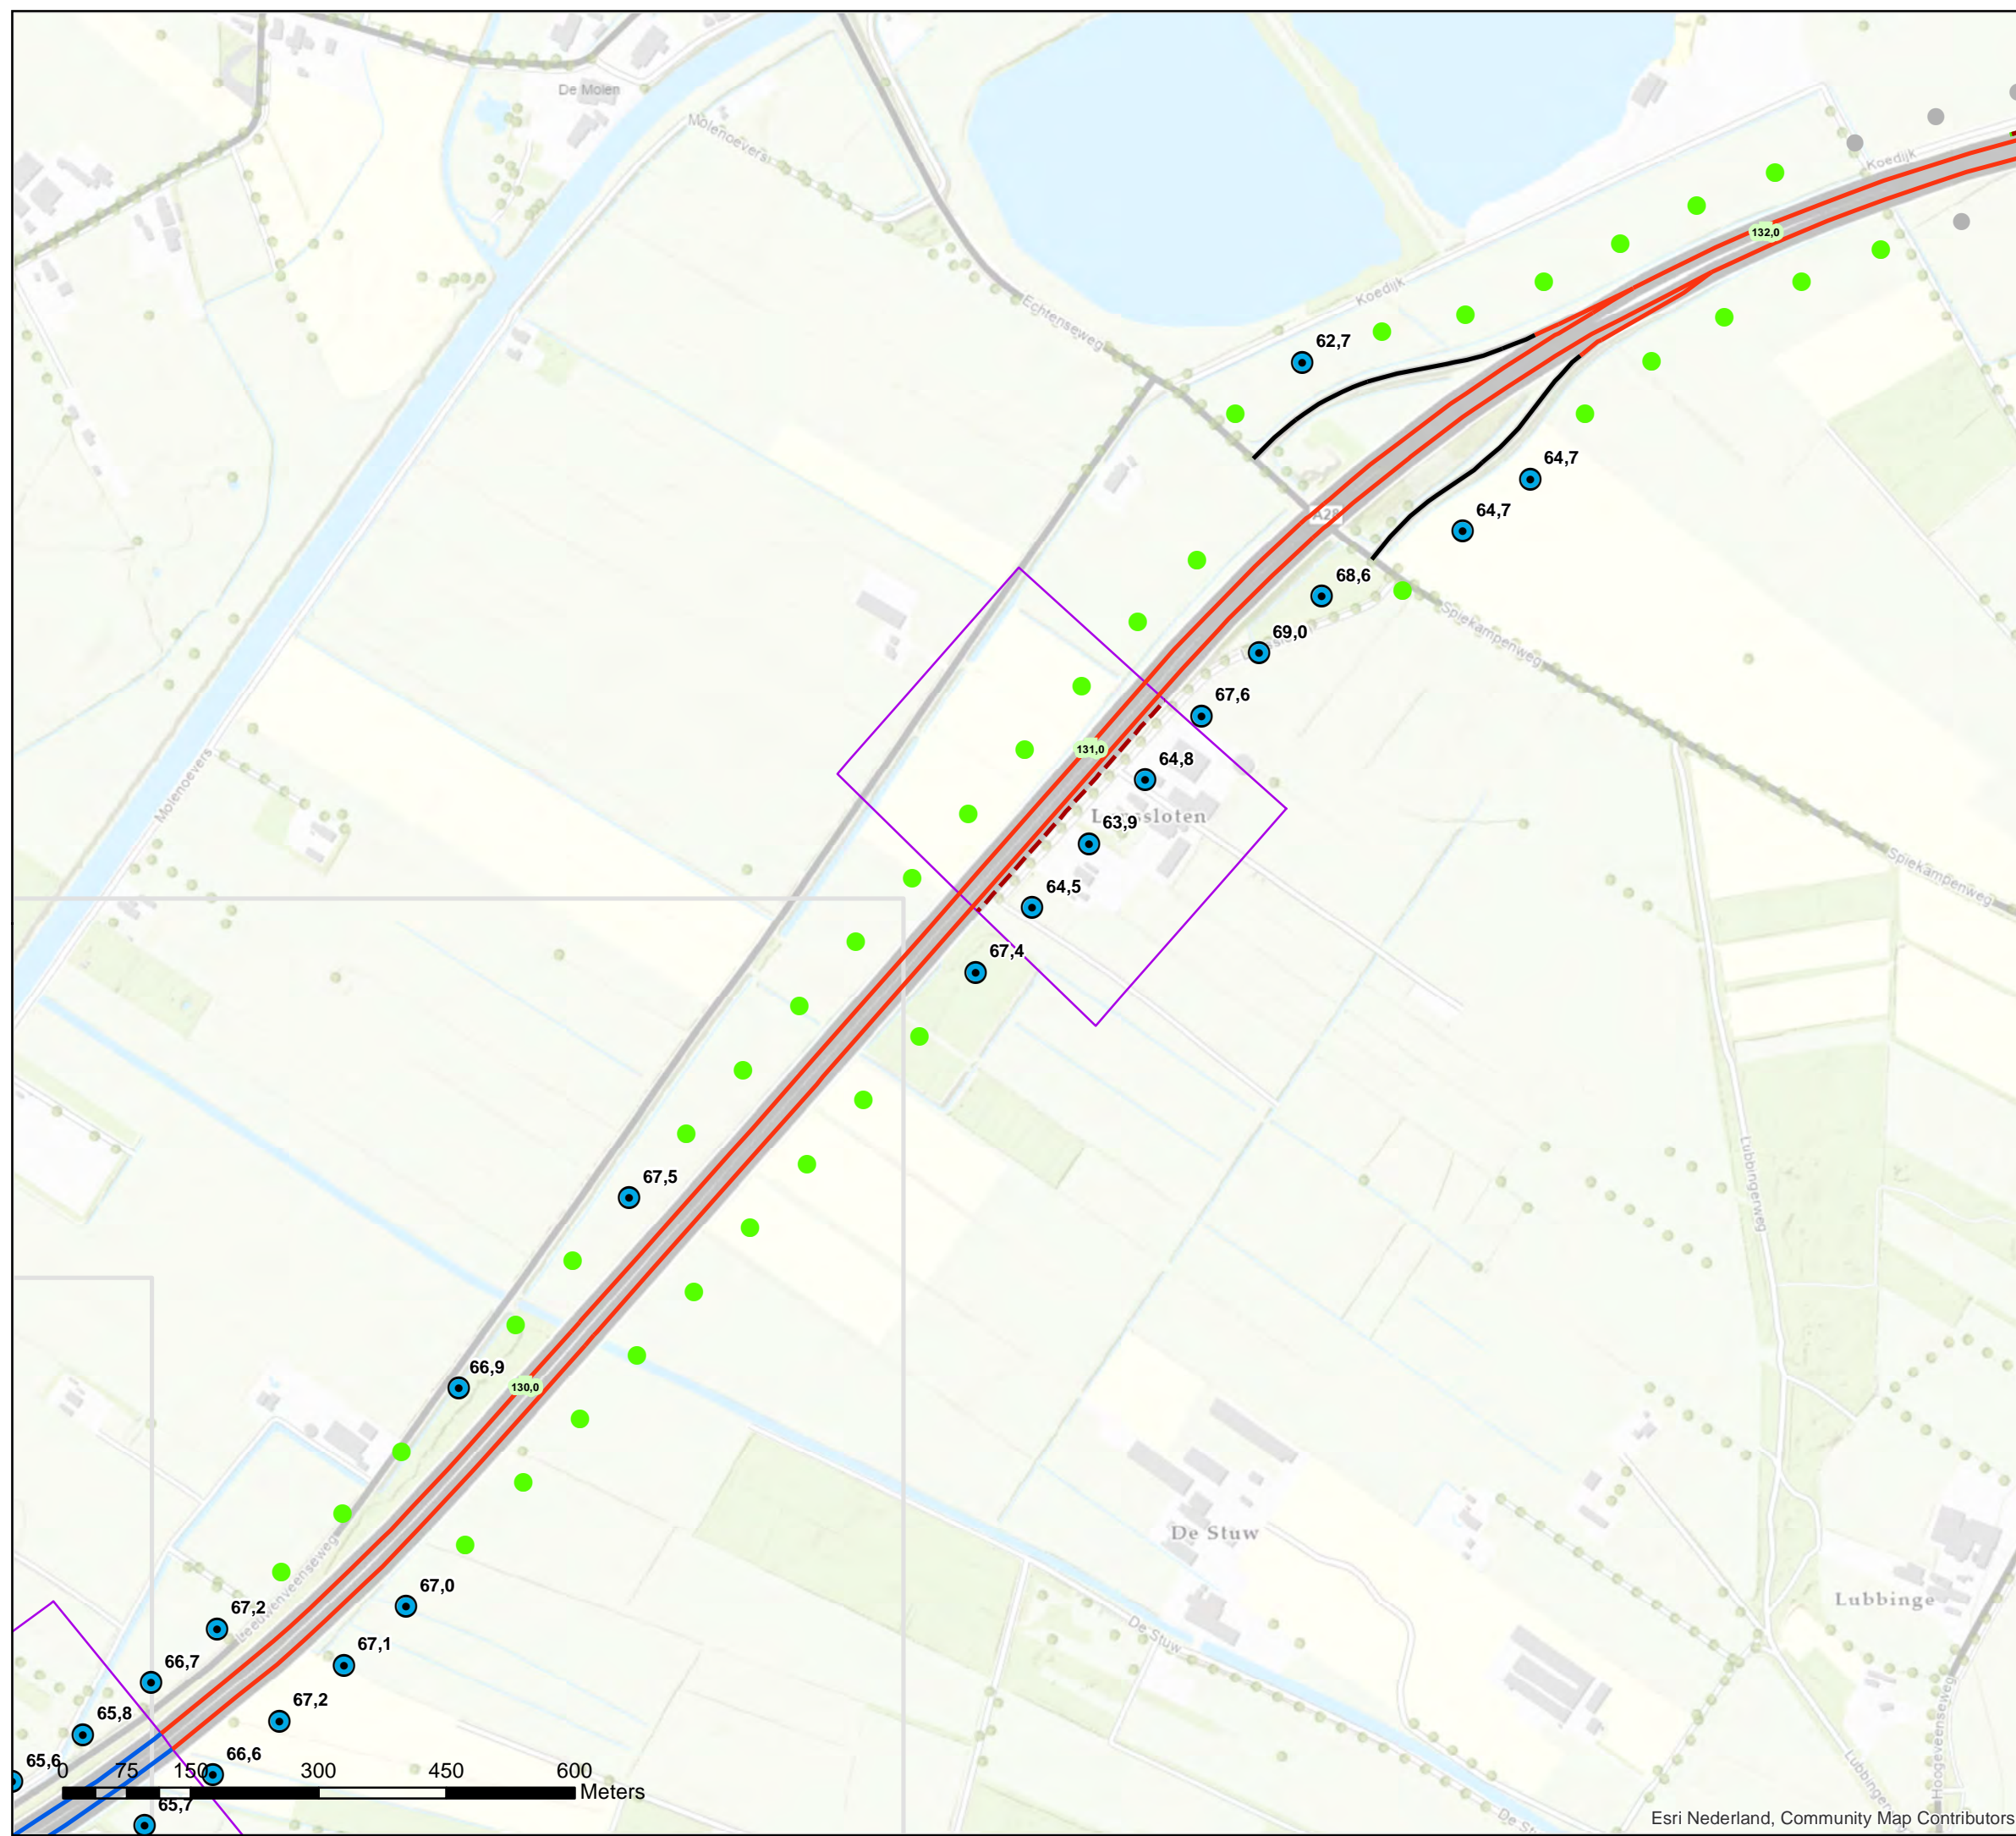 De Molen
Molenoevers
Koedijk
132,0
Echtenseweg
Koedijk
62,7
64,7
A28
64,7
68,6
Spiekampenweg
69,0
67,6
131,0
64,8
Molenoevers
63,9
Spiekampenweg
64,5
67,4
67,5
Lubbingerweg
66,9
130,0
De Stuw
Leeuwenveenseweg
67,0
Lubbinge
67,2
67,1
De Stuw
66,7
67,2
65,8
Hoogeveenseweg
65,6
66,6
0 75 150 300 450 600
Meters
65,7
Esri Nederland, Community Map Contributors